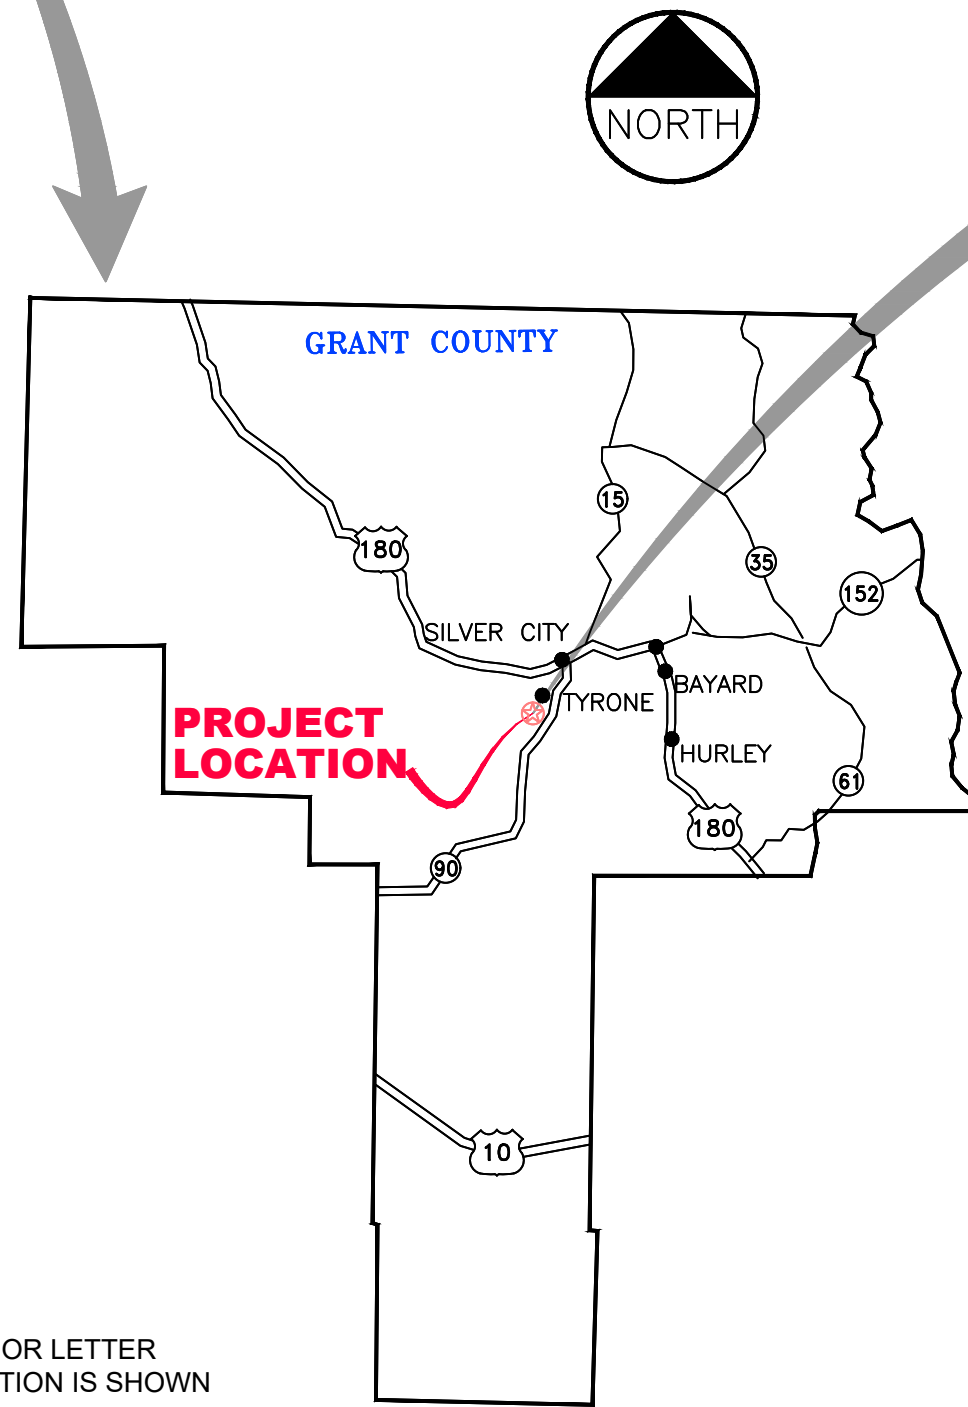 NORTH
GRANT COUNTY
15
180
35
152
SILVER CITY
BAYARD
TYRONE
PROJECT
LOCATION
HURLEY
61
180
90
10
OR LETTER
TION IS SHOWN